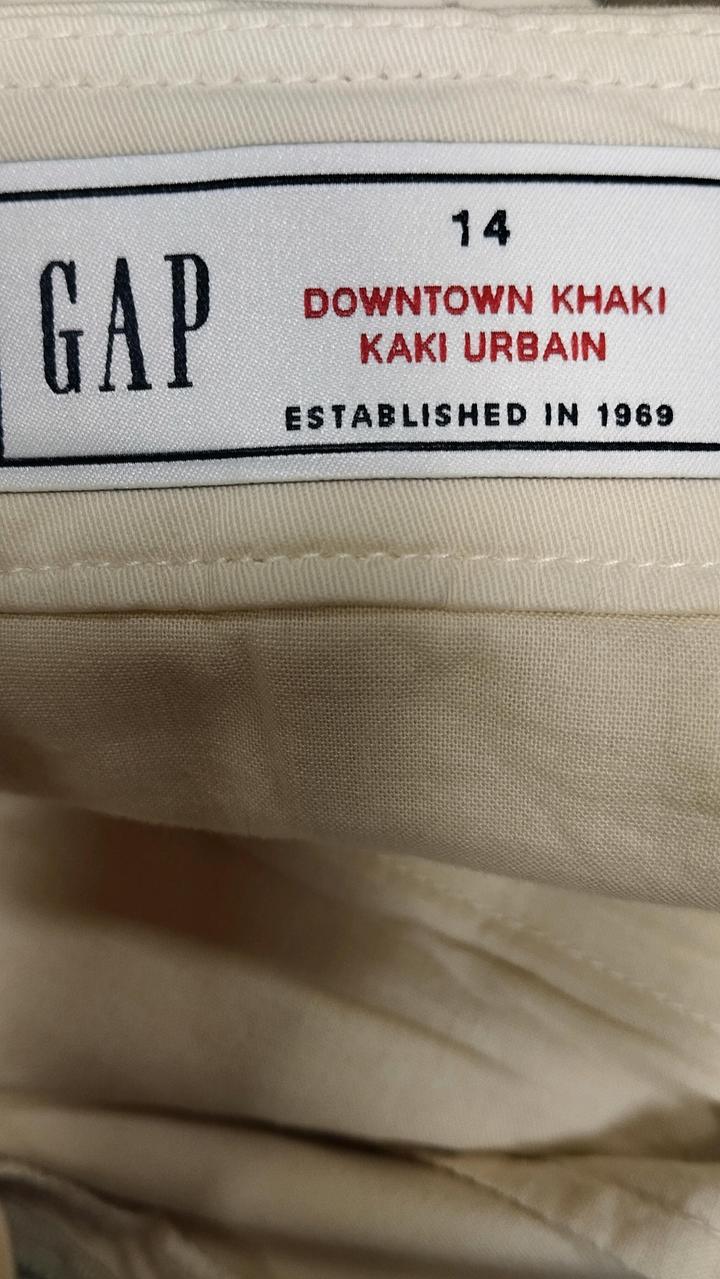 GAP
14
DOWNTOWN KHAKI
KAKI URBAIN
ESTABLISHED IN 1969